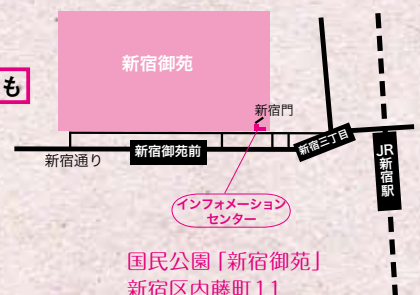 も
新宿御苑
新宿門
新宿三丁目
JR新宿駅
新宿通り
新宿御苑前
インフォメーション
センター
国民公園「新宿御苑」
新宿区内藤町11